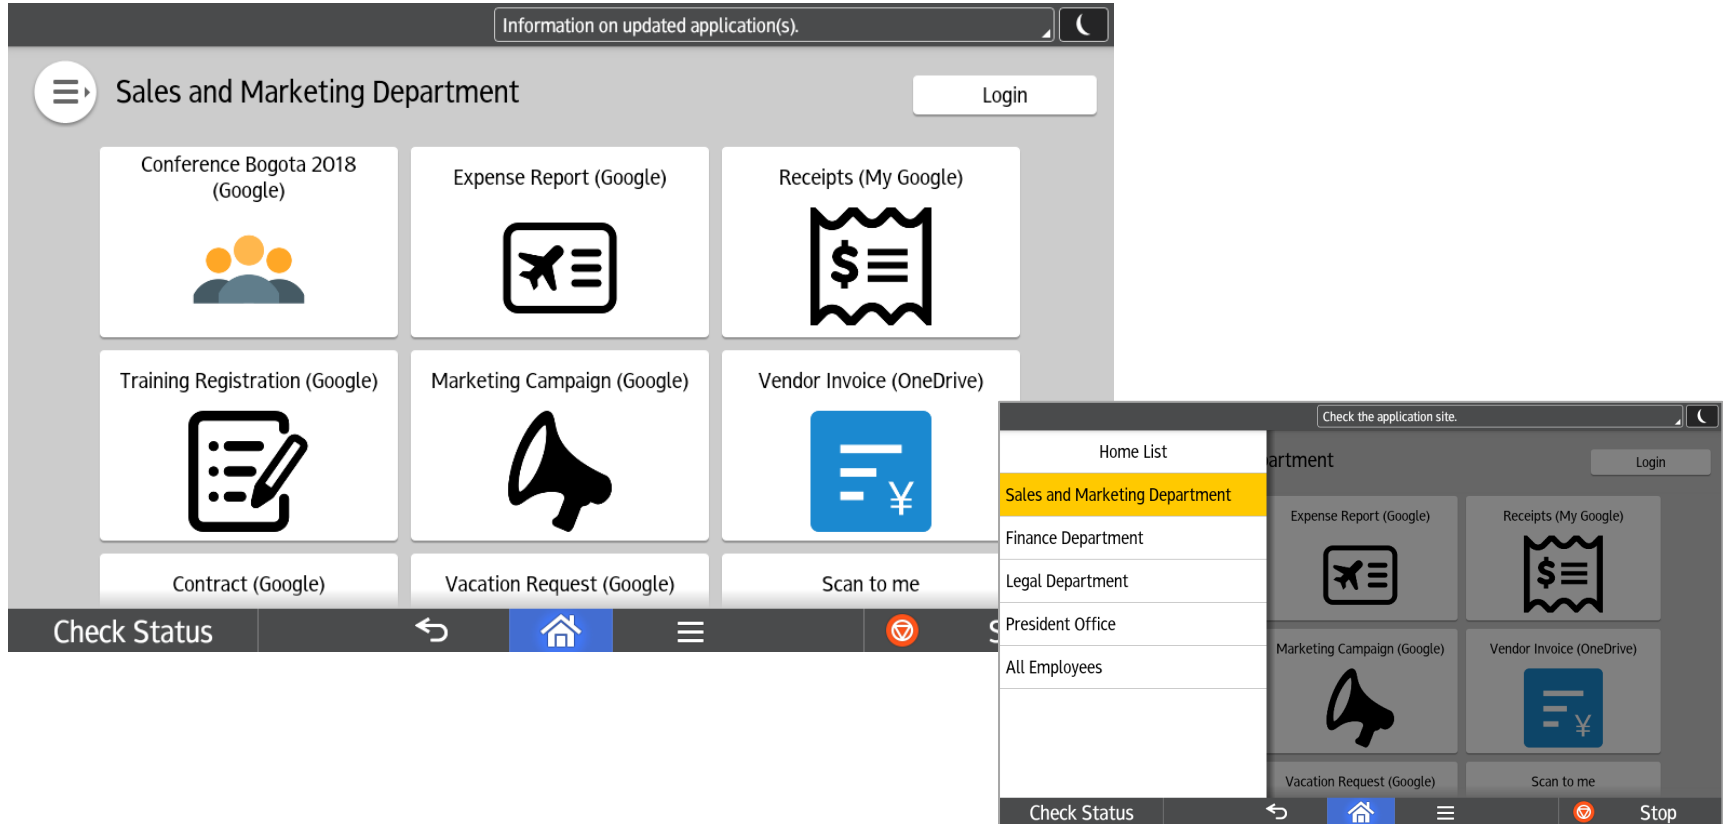 Information on updated application(s).
Sales and Marketing Department
Login
Conference Bogota 2018
(Google)
Expense Report (Google)
Receipts (My Google)
$
Training Registration (Google)
Marketing Campaign (Google)
Vendor Invoice (OneDrive)
¥
Contract (Google)
Vacation Request (Google)
Scan to me
Check Status
S
Check the application site.
Home List
Sales and Marketing Department
Finance Department
Legal Department
President Office
All Employees
artment
Login
Expense Report (Google)
Receipts (My Google)
$
Marketing Campaign (Google)
Vendor Invoice (OneDrive)
¥
Vacation Request (Google)
Scan to me
Check Status
Stop